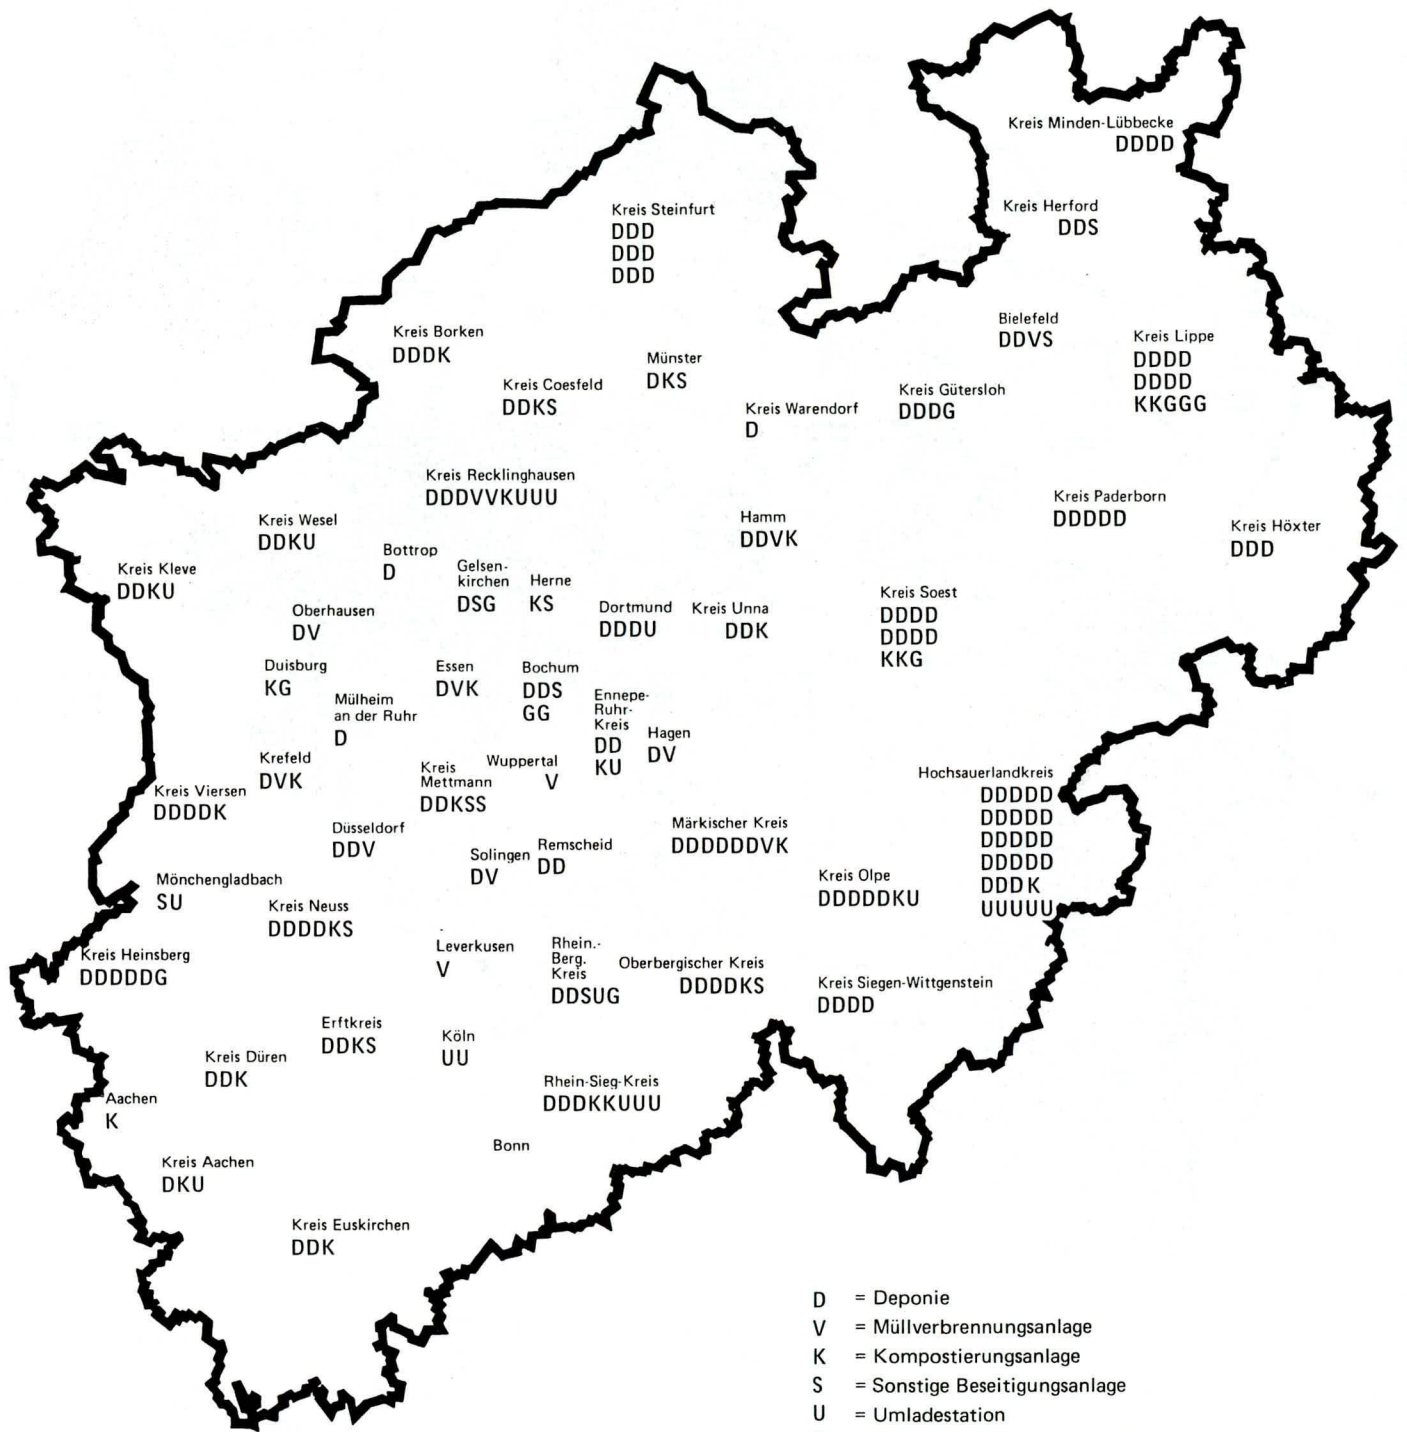 Kreis Minden-Lübbecke
DDDD
Kreis Herford
DDS
Kreis Steinfurt
DDD
DDD
DDD
Bielefeld
DDVS
Kreis Lippe
DDDD
DDDD
KKGGG
Kreis Borken
DDDK
Münster
DKS
Kreis Coesfeld
DDKS
Kreis Gütersloh
DDDG
Kreis Warendorf
D
Kreis Recklinghausen
DDDVVKUUU
Kreis Paderborn
DDDDD
Kreis Höxter
DDD
Kreis Wesel
DDKU
Hamm
DDVK
Bottrop
D
Kreis Kleve
DDKU
Gelsen-
kirchen
DSG
Herne
KS
Oberhausen
DV
Dortmund
DDDU
Kreis Unna
DDK
Kreis Soest
DDDD
DDDD
KKG
Duisburg
KG
Essen
DVK
Bochum
DDS
GG
Mülheim
an der Ruhr
D
Ennepe-
Ruhr-
Kreis
DD
KU
Hagen
DV
Krefeld
DVK
Wuppertal
V
Kreis
Mettmann
DDKSS
Hochsauerlandkreis
DDDDD
DDDDD
DDDDD
DDDDD
DDDK
UUUUU
Kreis Viersen
DDDDK
Düsseldorf
DDV
Märkischer Kreis
DDDDDDVK
Solingen
DV
Remscheid
DD
Mönchengladbach
SU
Kreis Olpe
DDDDDKU
Kreis Neuss
DDDDKS
Kreis Heinsberg
DDDDDG
Leverkusen
V
Rhein.-
Berg.
Kreis
DDSUG
Oberbergischer Kreis
DDDDKS
Kreis Siegen-Wittgenstein
DDDD
Erftkreis
DDKS
Köln
UU
Kreis Düren
DDK
Rhein-Sieg-Kreis
DDDKKUUU
Aachen
K
Bonn
Kreis Aachen
DKU
Kreis Euskirchen
DDK
D = Deponie
V = Müllverbrennungsanlage
K = Kompostierungsanlage
S = Sonstige Beseitigungsanlage
U = Umladestation